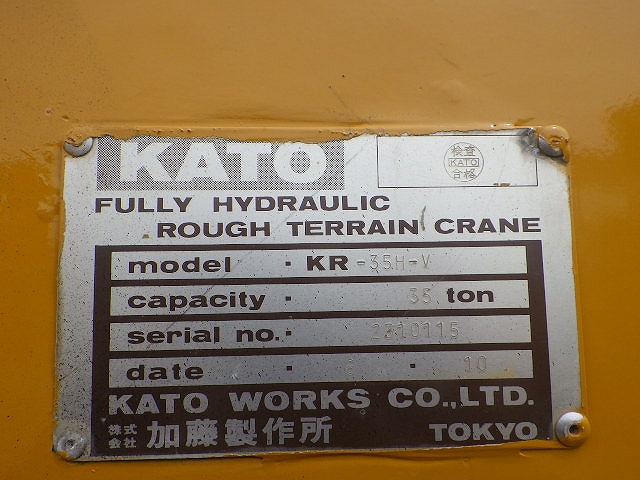 KATO
検査
KATO
合格
FULLY HYDRAULIC
ROUGH TERRAIN CRANE
model · KR -35H-V
capacity · 35 ton
serial no. · 2310115
date · 10
KATO WORKS CO.,LTD.
株式会社 加藤製作所 TOKYO